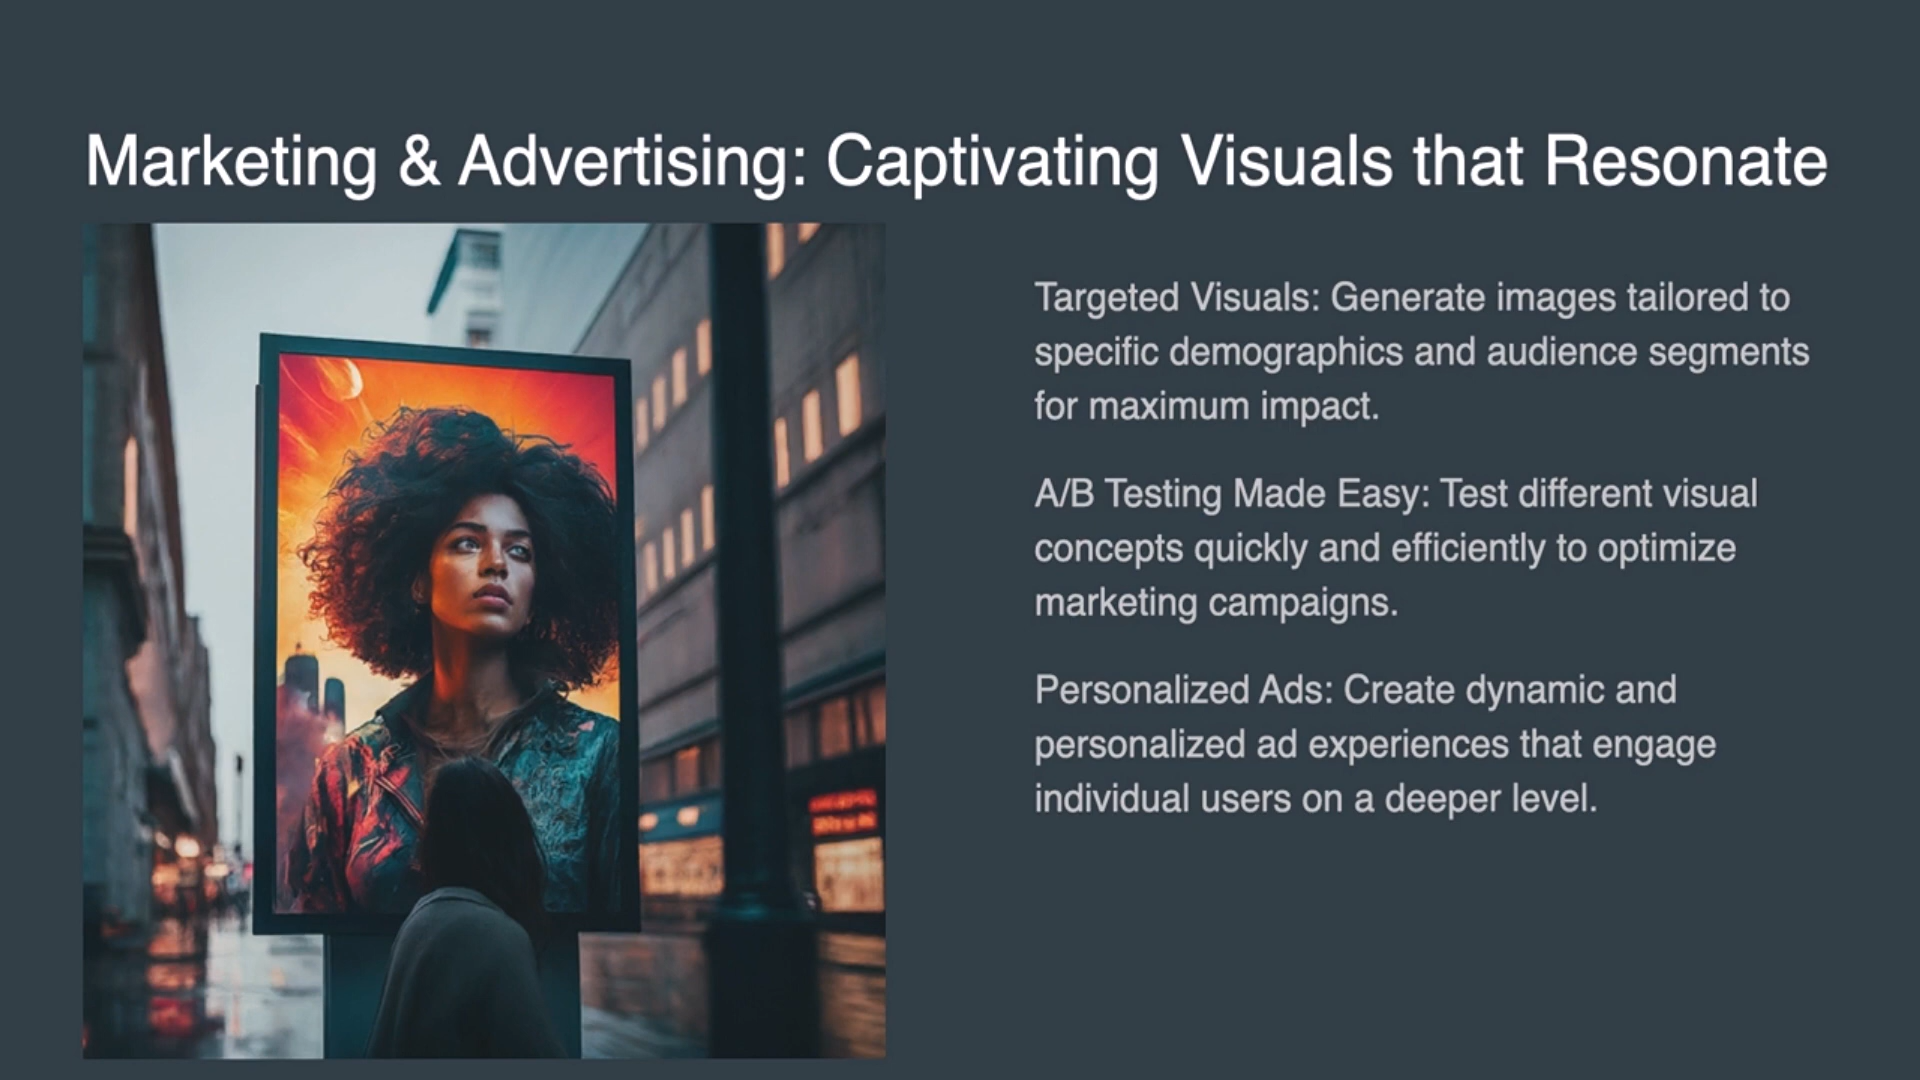 Marketing & Advertising: Captivating Visuals that Resonate
Targeted Visuals: Generate images tailored to
specific demographics and audience segments
for maximum impact.
A/B Testing Made Easy: Test different visual
concepts quickly and efficiently to optimize
marketing campaigns.
Personalized Ads: Create dynamic and
personalized ad experiences that engage
individual users on a deeper level.